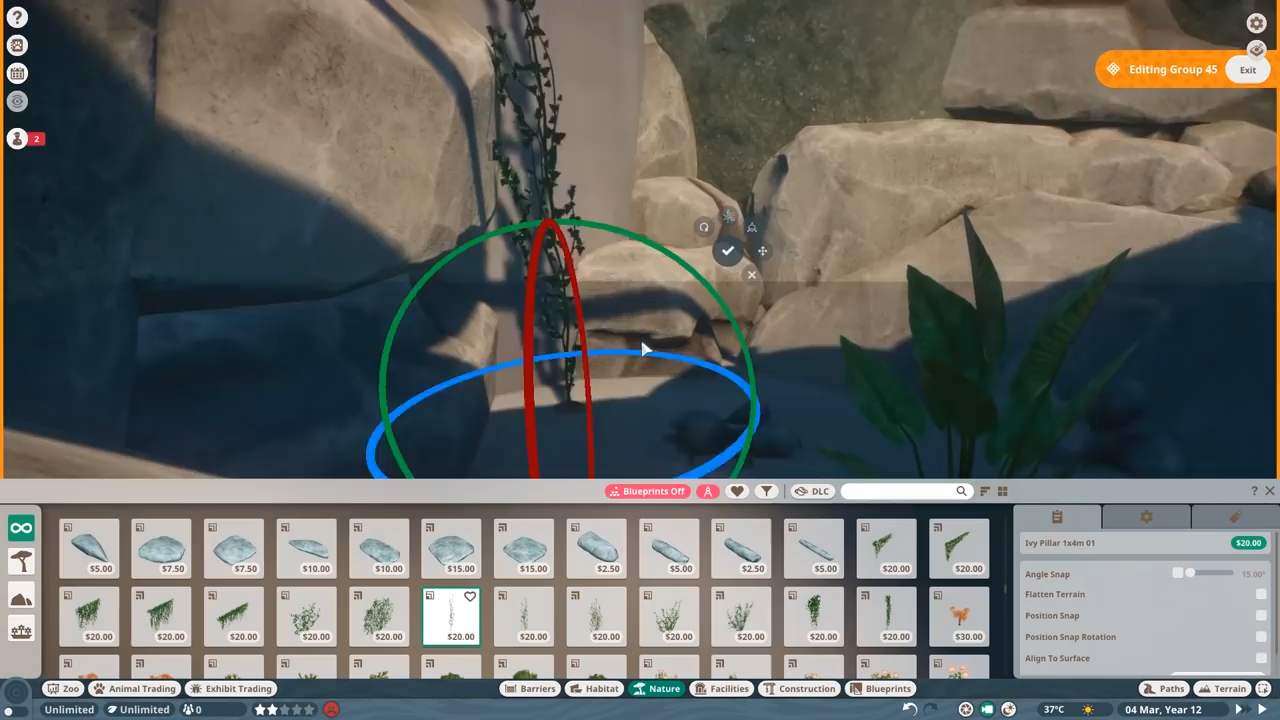 ?
Editing Group 45 Exit
2
Blueprints Off DLC ? X
$5.00 $7.50 $7.50 $10.00 $10.00 $15.00 $15.00 $2.50 $5.00 $2.50 $5.00 $20.00 $20.00
$20.00 $20.00 $20.00 $20.00 $20.00 $20.00 $20.00 $20.00 $20.00 $20.00 $20.00 $20.00 $30.00
Ivy Pillar 1x4m 01 $20.00
Angle Snap 15.00°
Flatten Terrain
Position Snap
Position Snap Rotation
Align To Surface
Zoo Animal Trading Exhibit Trading Barriers Habitat Nature Facilities Construction Blueprints Paths Terrain
Unlimited Unlimited 0 37°C 04 Mar, Year 12